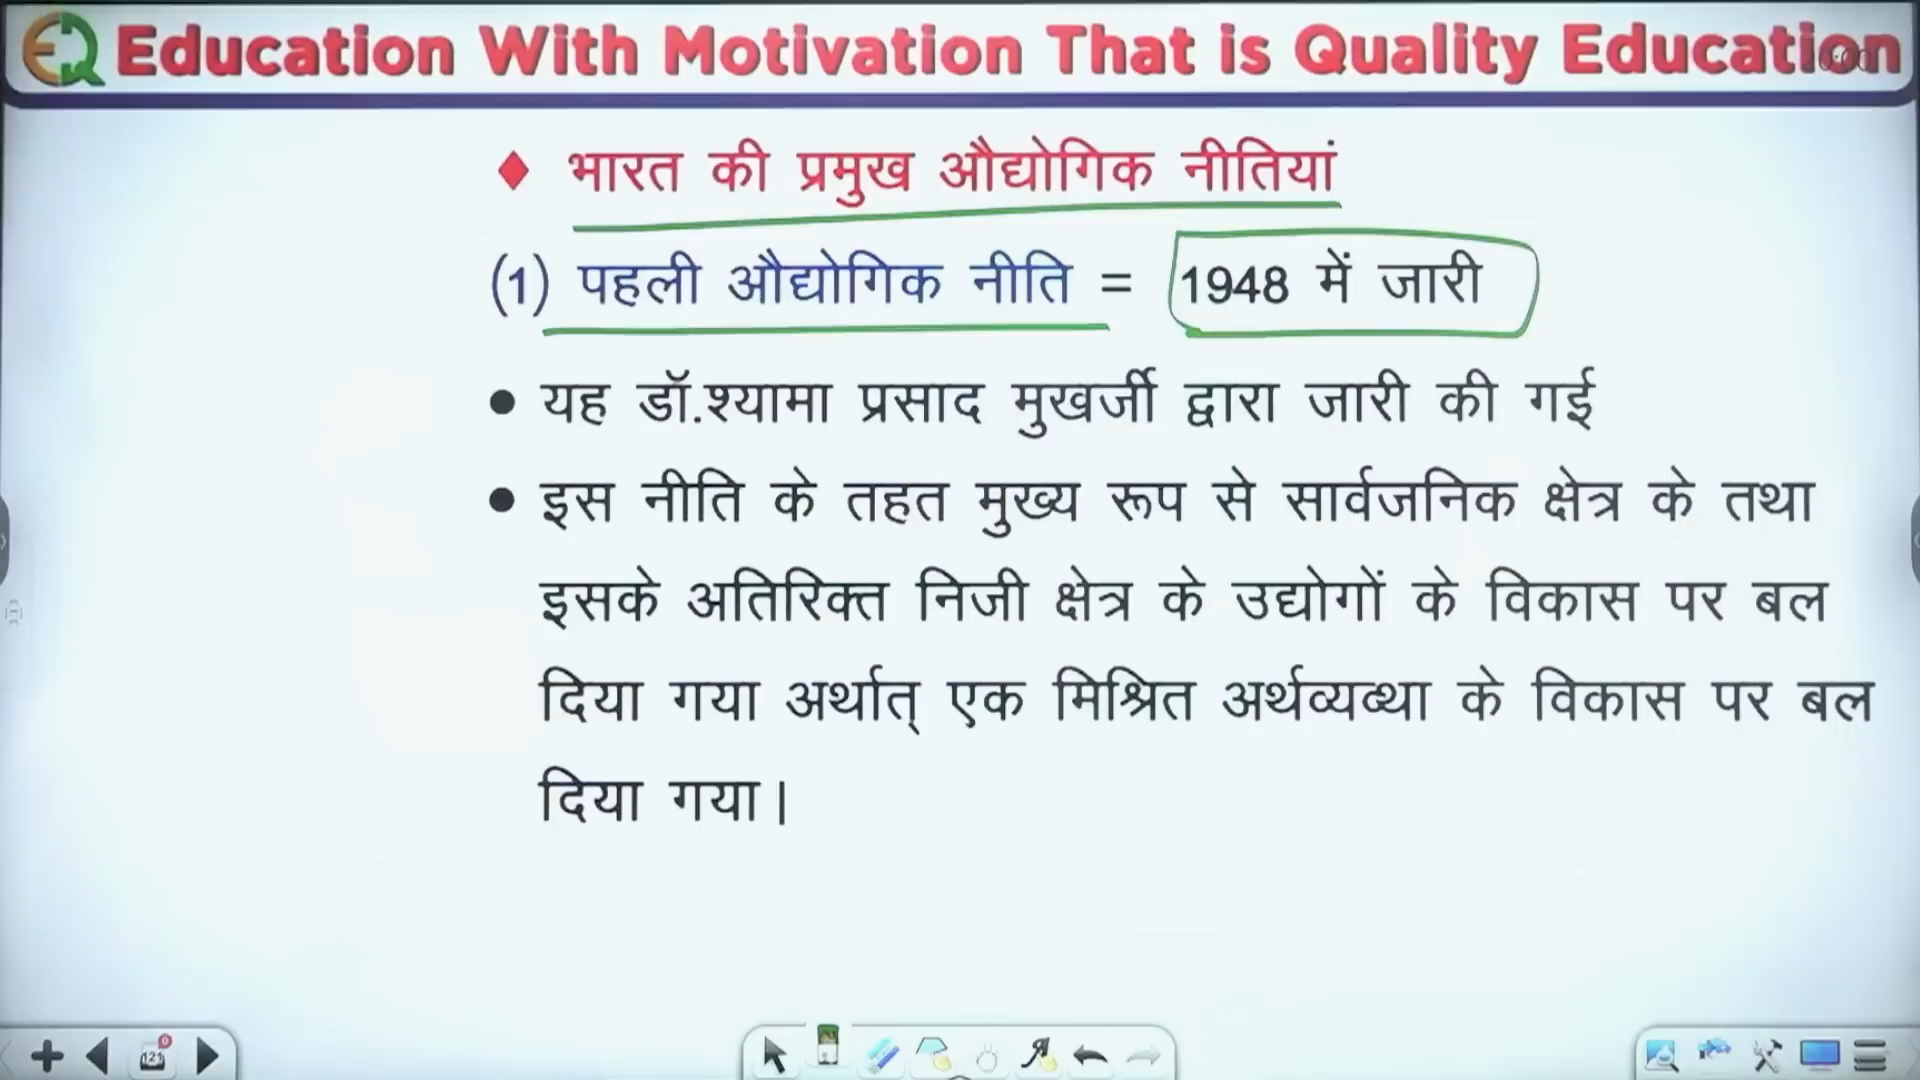 Education With Motivation That is Quality Education
♦ भारत की प्रमुख औद्योगिक नीतियां
(1) पहली औद्योगिक नीति = 1948 में जारी
• यह डॉ.श्यामा प्रसाद मुखर्जी द्वारा जारी की गई
• इस नीति के तहत मुख्य रूप से सार्वजनिक क्षेत्र के तथा
इसके अतिरिक्त निजी क्षेत्र के उद्योगों के विकास पर बल
दिया गया अर्थात् एक मिश्रित अर्थव्यव्था के विकास पर बल
दिया गया।
121